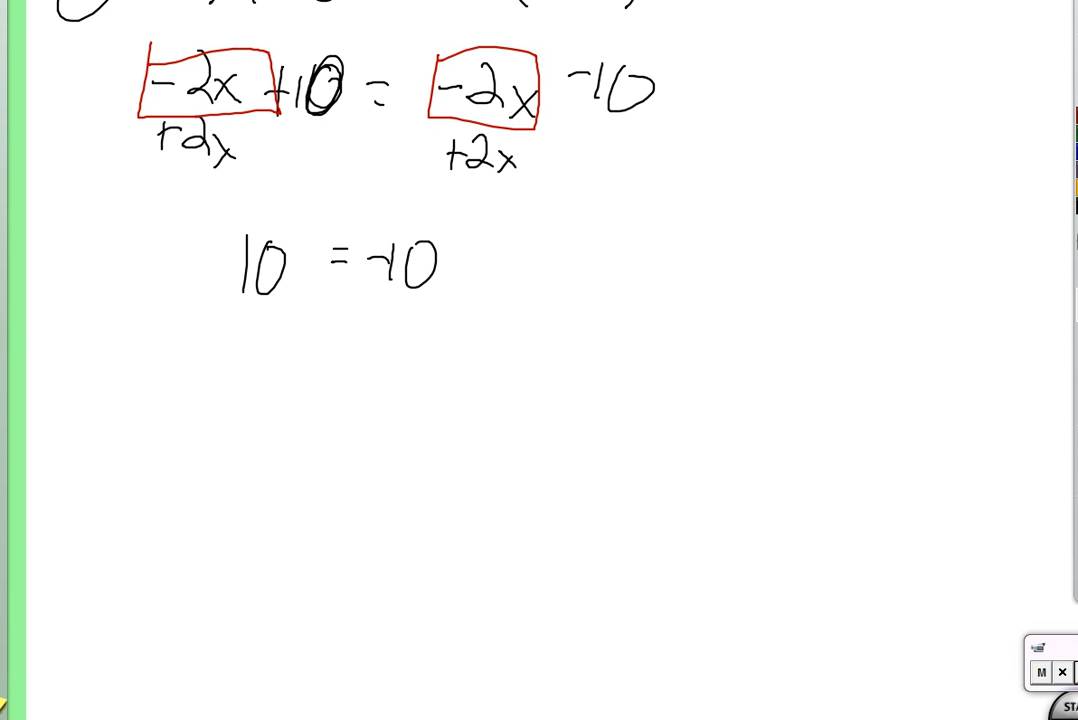 -2x +10 = -2x -10
+2x +2x
10 = -10
M x